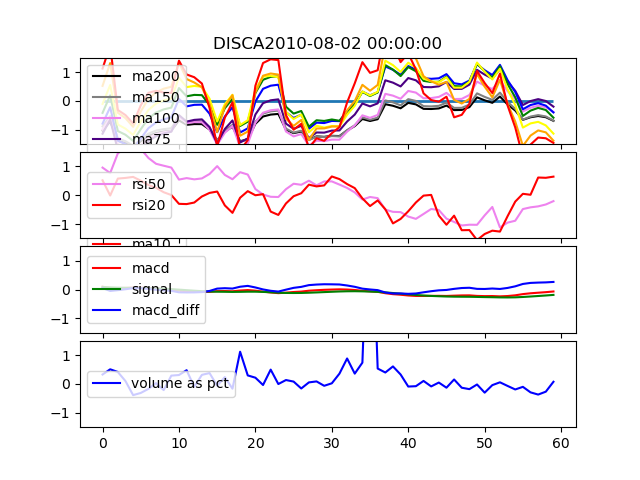 DISCA2010-08-02 00:00:00
1
0
−1
ma200
ma150
ma100
ma75
1
0
−1
rsi50
rsi20
ma10
1
0
−1
macd
signal
macd_diff
1
0
−1
volume as pct
0 10 20 30 40 50 60